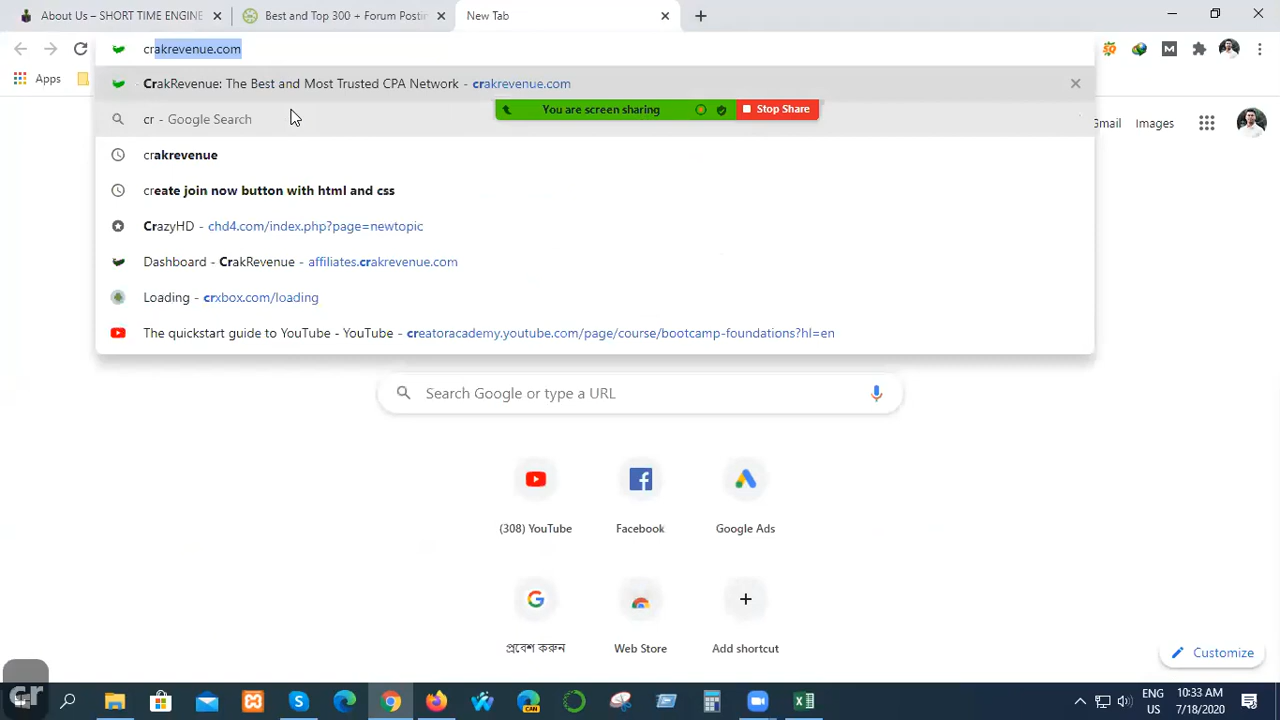 About Us – SHORT TIME ENGINE
Best and Top 300 + Forum Postin
New Tab
crakrevenue.com
CrakRevenue: The Best and Most Trusted CPA Network - crakrevenue.com
You are screen sharing
Stop Share
cr - Google Search
Apps
Gmail
Images
crakrevenue
create join now button with html and css
CrazyHD - chd4.com/index.php?page=newtopic
Dashboard - CrakRevenue - affiliates.crakrevenue.com
Loading - crxbox.com/loading
The quickstart guide to YouTube - YouTube - creatoracademy.youtube.com/page/course/bootcamp-foundations?hl=en
Search Google or type a URL
(308) YouTube
Facebook
Google Ads
প্রবেশ করুন
Web Store
Add shortcut
Customize
cr
CAN
ENG
US
10:33 AM
7/18/2020